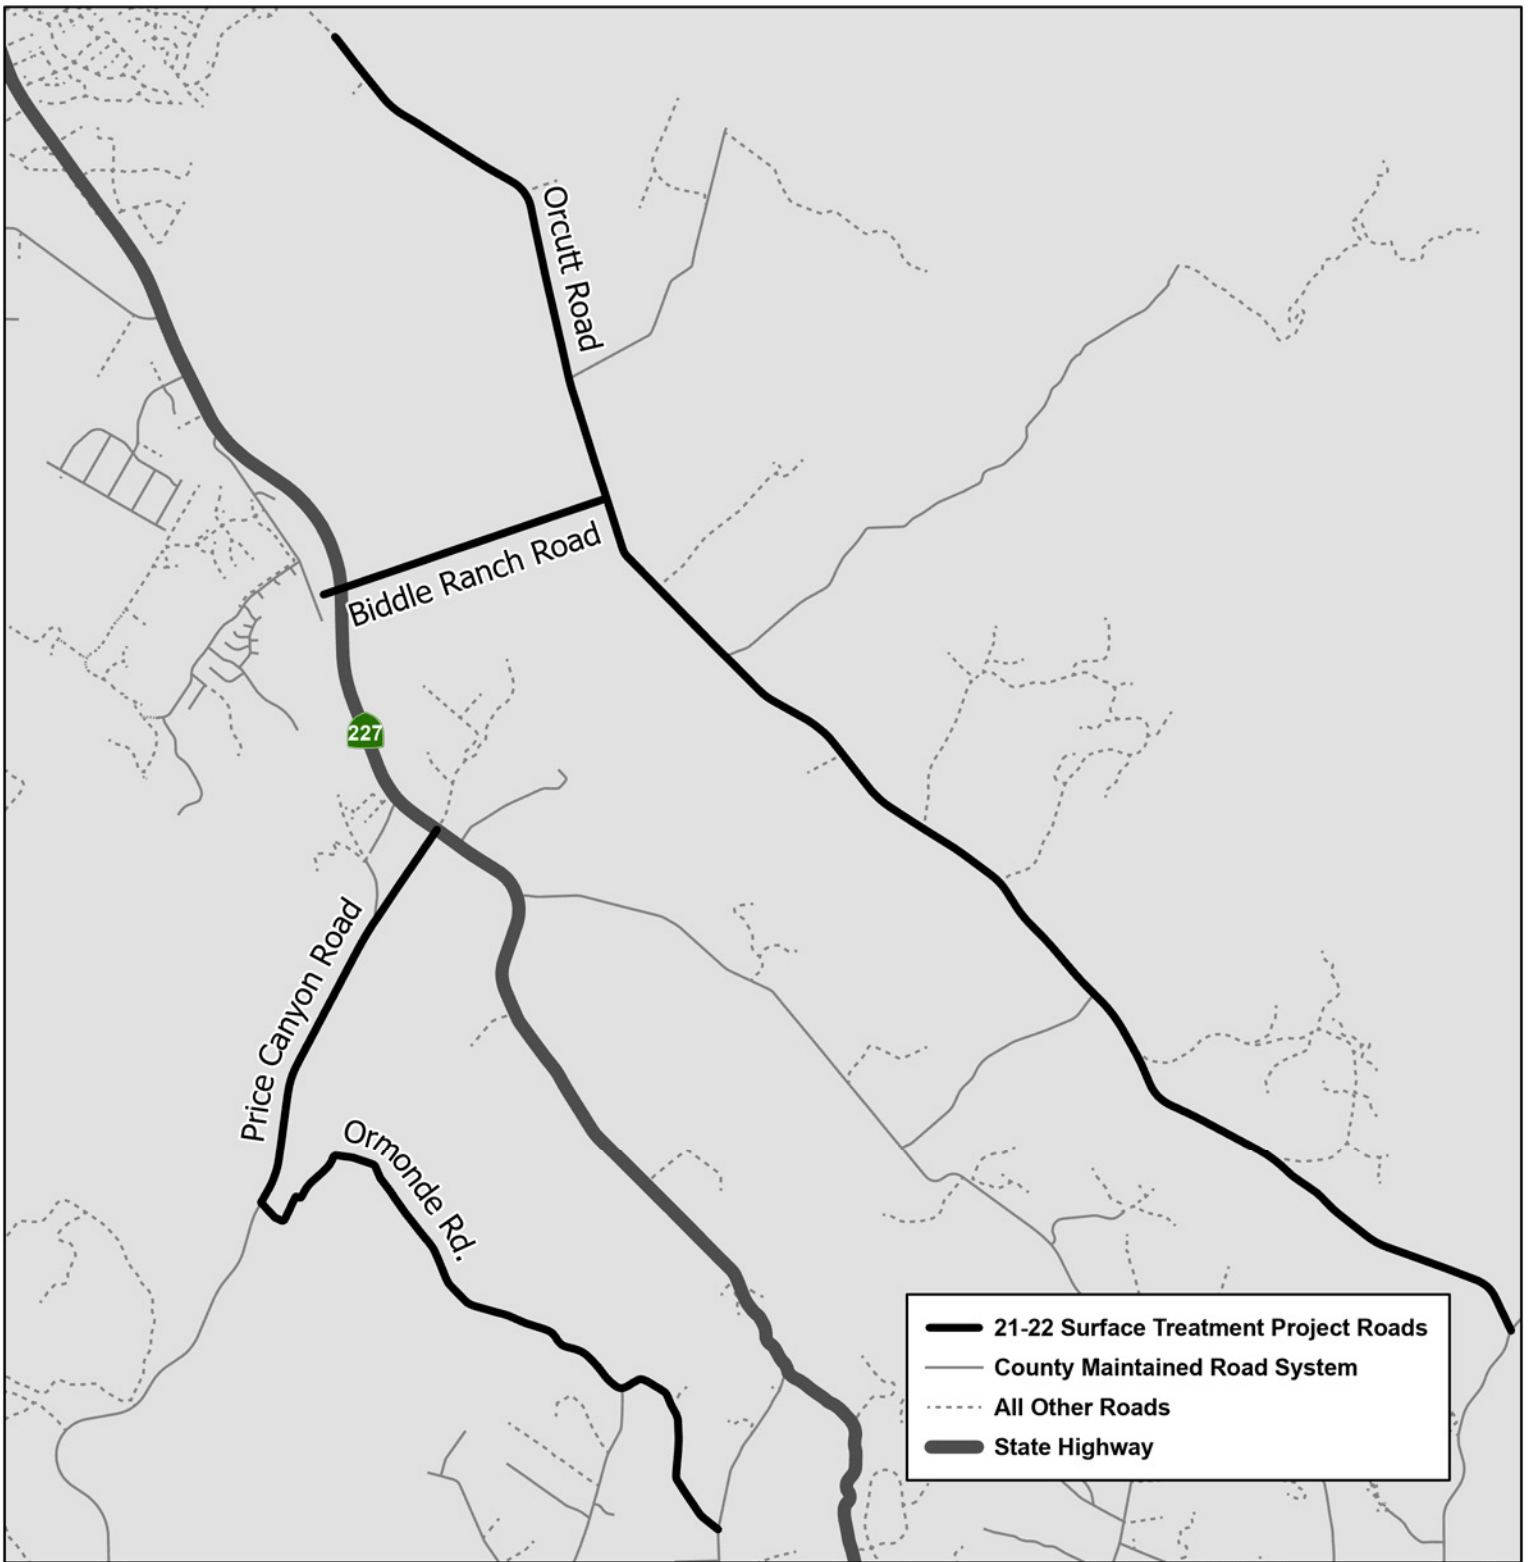 Orcutt Road
Biddle Ranch Road
227
Price Canyon Road
Ormonde Rd.
21-22 Surface Treatment Project Roads
County Maintained Road System
All Other Roads
State Highway